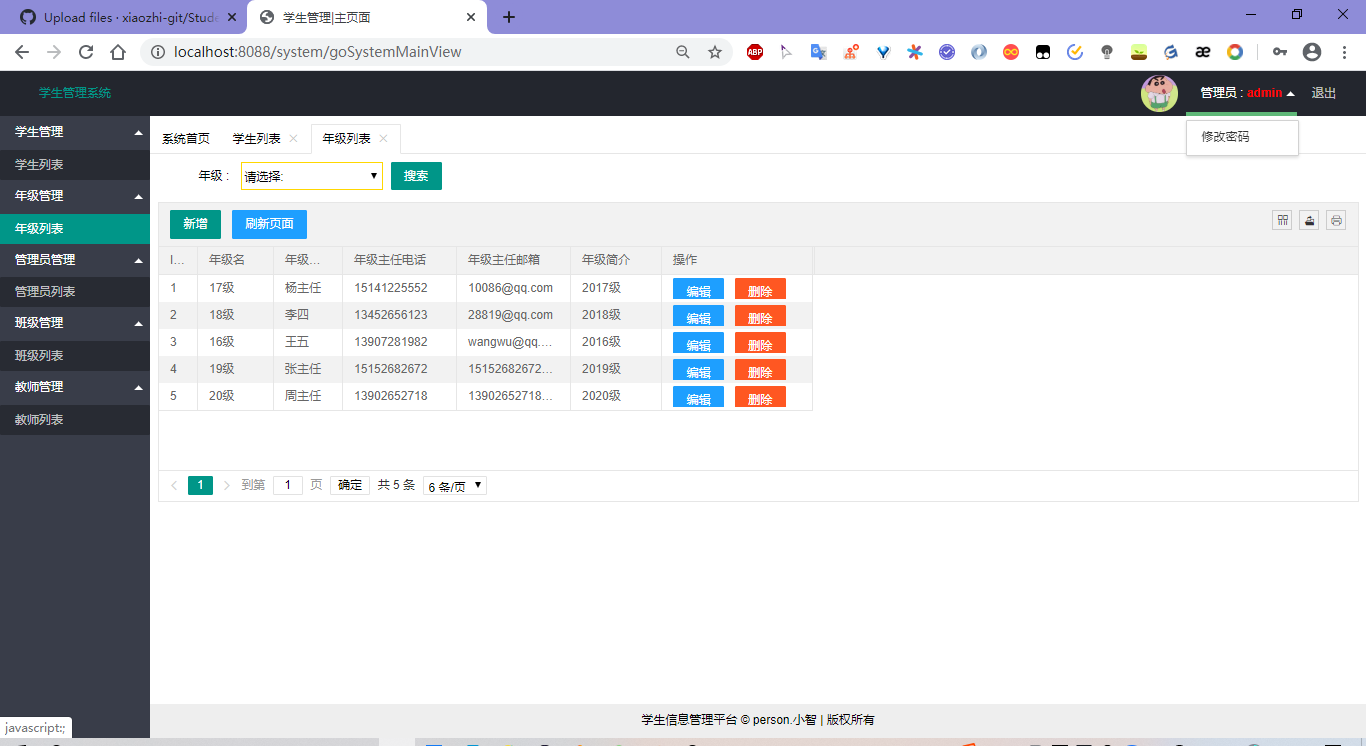 Upload files · xiaozhi-git/Stude
学生管理|主页面
localhost:8088/system/goSystemMainView
ABP
学生管理系统
管理员 : admin
退出
修改密码
学生管理
学生列表
年级管理
年级列表
管理员管理
管理员列表
班级管理
班级列表
教师管理
教师列表
系统首页 学生列表 年级列表
年级 : 请选择: 搜索
新增 刷新页面
I... 年级名 年级... 年级主任电话 年级主任邮箱 年级简介 操作
1 17级 杨主任 15141225552 10086@qq.com 2017级 编辑 删除
2 18级 李四 13452656123 28819@qq.com 2018级 编辑 删除
3 16级 王五 13907281982 wangwu@qq.... 2016级 编辑 删除
4 19级 张主任 15152682672 15152682672... 2019级 编辑 删除
5 20级 周主任 13902652718 13902652718... 2020级 编辑 删除
1 到第 1 页 确定 共 5 条 6 条/页
学生信息管理平台 © person.小智 | 版权所有
javascript:;